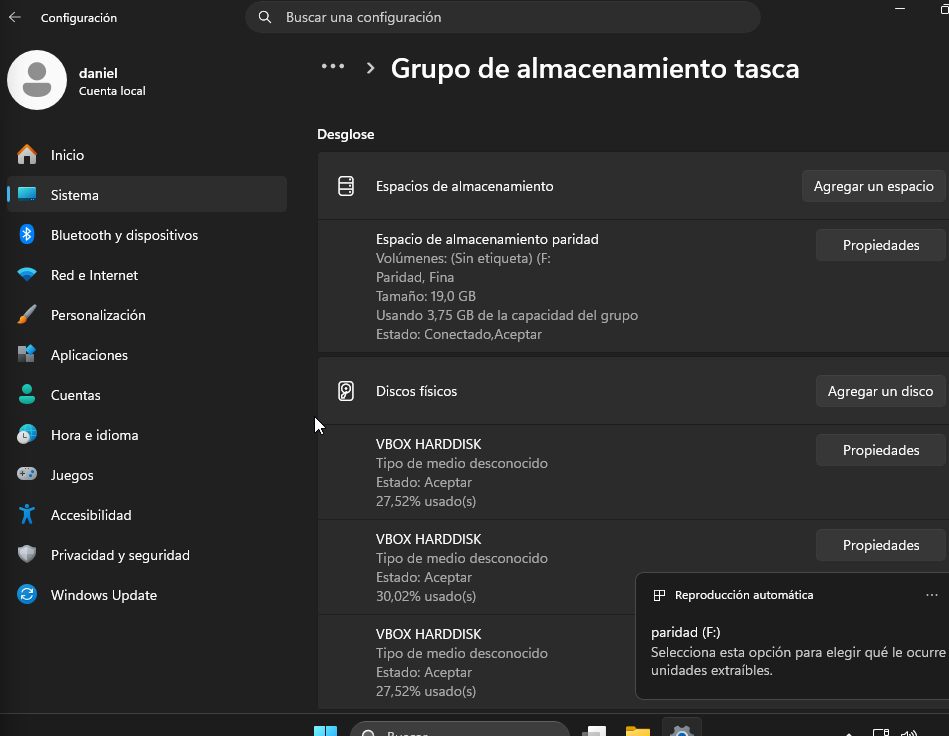 Configuración
Buscar una configuración
daniel
Cuenta local
Inicio
Sistema
Bluetooth y dispositivos
Red e Internet
Personalización
Aplicaciones
Cuentas
Hora e idioma
Juegos
Accesibilidad
Privacidad y seguridad
Windows Update
... > Grupo de almacenamiento tasca
Desglose
Espacios de almacenamiento
Agregar un espacio
Espacio de almacenamiento paridad
Propiedades
Volúmenes: (Sin etiqueta) (F:
Paridad, Fina
Tamaño: 19,0 GB
Usando 3,75 GB de la capacidad del grupo
Estado: Conectado,Aceptar
Discos físicos
Agregar un disco
VBOX HARDDISK
Propiedades
Tipo de medio desconocido
Estado: Aceptar
27,52% usado(s)
VBOX HARDDISK
Propiedades
Tipo de medio desconocido
Estado: Aceptar
30,02% usado(s)
VBOX HARDDISK
Tipo de medio desconocido
Estado: Aceptar
27,52% usado(s)
Reproducción automática
...
paridad (F:)
Selecciona esta opción para elegir qué le ocurre
unidades extraíbles.
Buscar